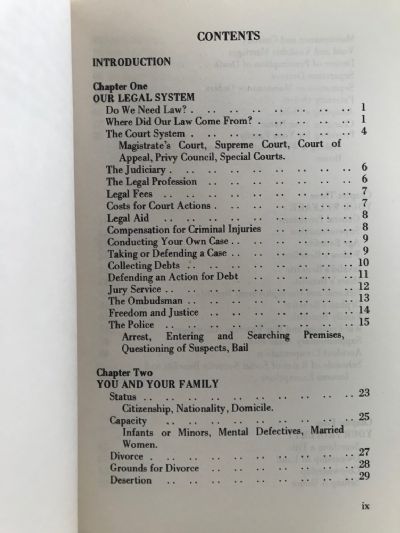 CONTENTS
INTRODUCTION
Chapter One
OUR LEGAL SYSTEM
Do We Need Law? .. .. .. .. .. .. .. 1
Where Did Our Law Come From? .. .. .. .. .. 1
The Court System .. .. .. .. .. .. .. 4
Magistrate's Court, Supreme Court, Court of
Appeal, Privy Council, Special Courts.
The Judiciary .. .. .. .. .. .. .. .. 6
The Legal Profession .. .. .. .. .. .. .. 6
Legal Fees .. .. .. .. .. .. .. .. 7
Costs for Court Actions .. .. .. .. .. .. .. 7
Legal Aid .. .. .. .. .. .. .. .. 8
Compensation for Criminal Injuries .. .. .. .. 8
Conducting Your Own Case .. .. .. .. .. .. 9
Taking or Defending a Case .. .. .. .. .. .. 9
Collecting Debts .. .. .. .. .. .. .. 10
Defending an Action for Debt .. .. .. .. .. 11
Jury Service .. .. .. .. .. .. .. .. 12
The Ombudsman .. .. .. .. .. .. .. 13
Freedom and Justice .. .. .. .. .. .. .. 14
The Police .. .. .. .. .. .. .. .. 15
Arrest, Entering and Searching Premises,
Questioning of Suspects, Bail
Chapter Two
YOU AND YOUR FAMILY
Status .. .. .. .. .. .. .. .. 23
Citizenship, Nationality, Domicile.
Capacity .. .. .. .. .. .. .. .. 25
Infants or Minors, Mental Defectives, Married
Women.
Divorce .. .. .. .. .. .. .. .. 27
Grounds for Divorce .. .. .. .. .. .. 28
Desertion .. .. .. .. .. .. .. .. 29
ix